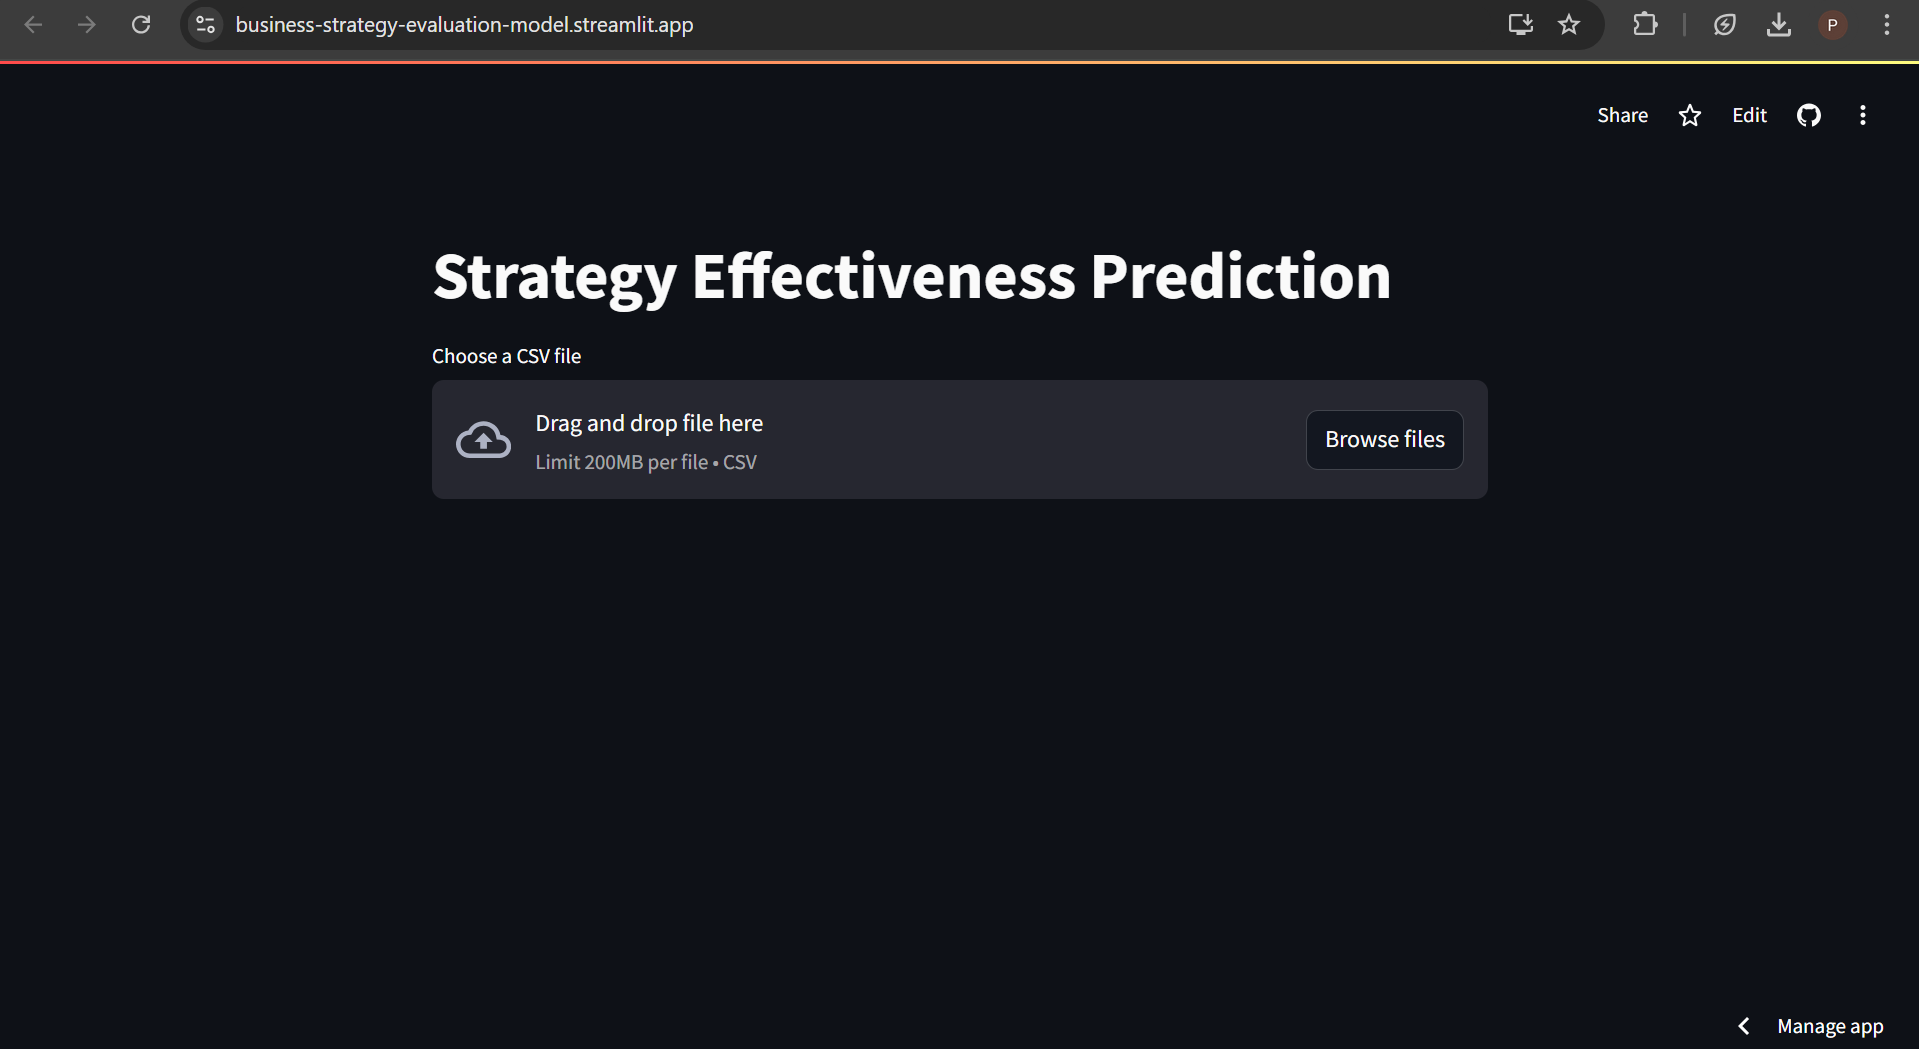 business-strategy-evaluation-model.streamlit.app
P
Share
Edit
Strategy Effectiveness Prediction
Choose a CSV file
Drag and drop file here
Limit 200MB per file • CSV
Browse files
Manage app